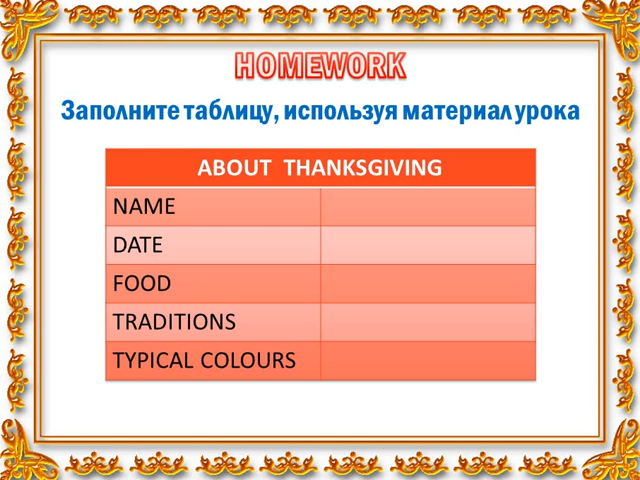 HOMEWORK
Заполните таблицу, используя материал урока
ABOUT THANKSGIVING
NAME
DATE
FOOD
TRADITIONS
TYPICAL COLOURS